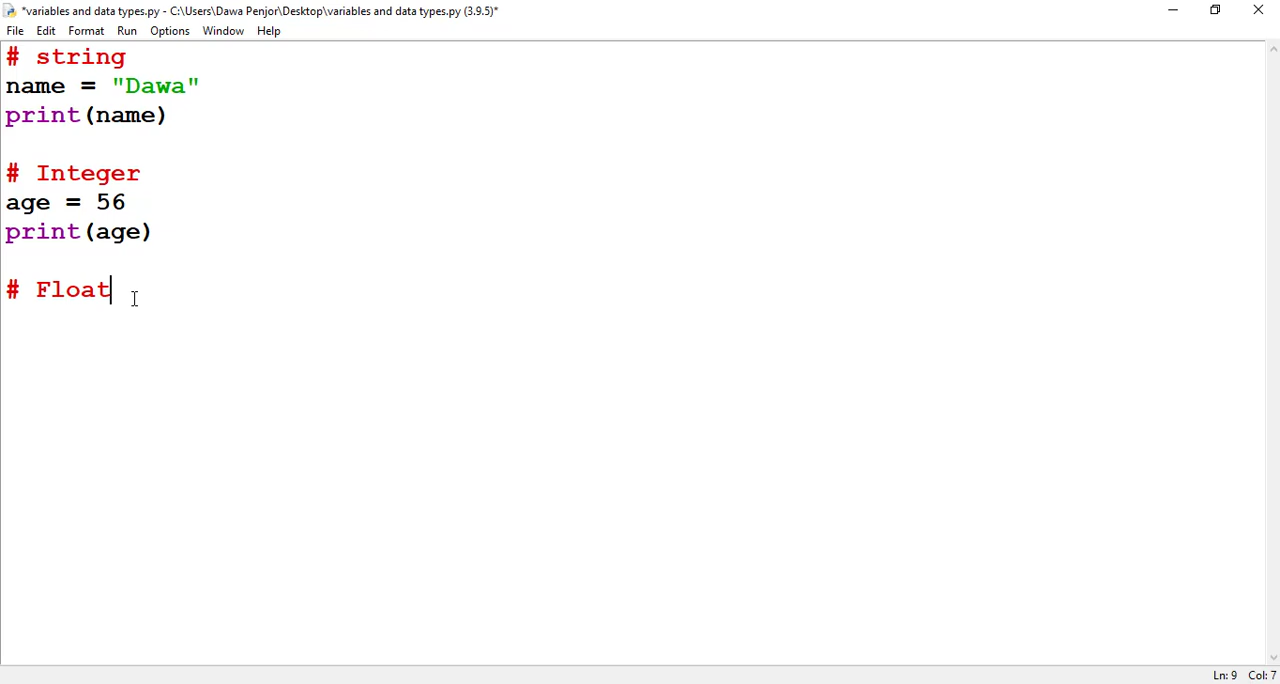 *variables and data types.py - C:\Users\Dawa Penjor\Desktop\variables and data types.py (3.9.5)*
File Edit Format Run Options Window Help
# string
name = "Dawa"
print(name)
# Integer
age = 56
print(age)
# Float
Ln: 9 Col: 7